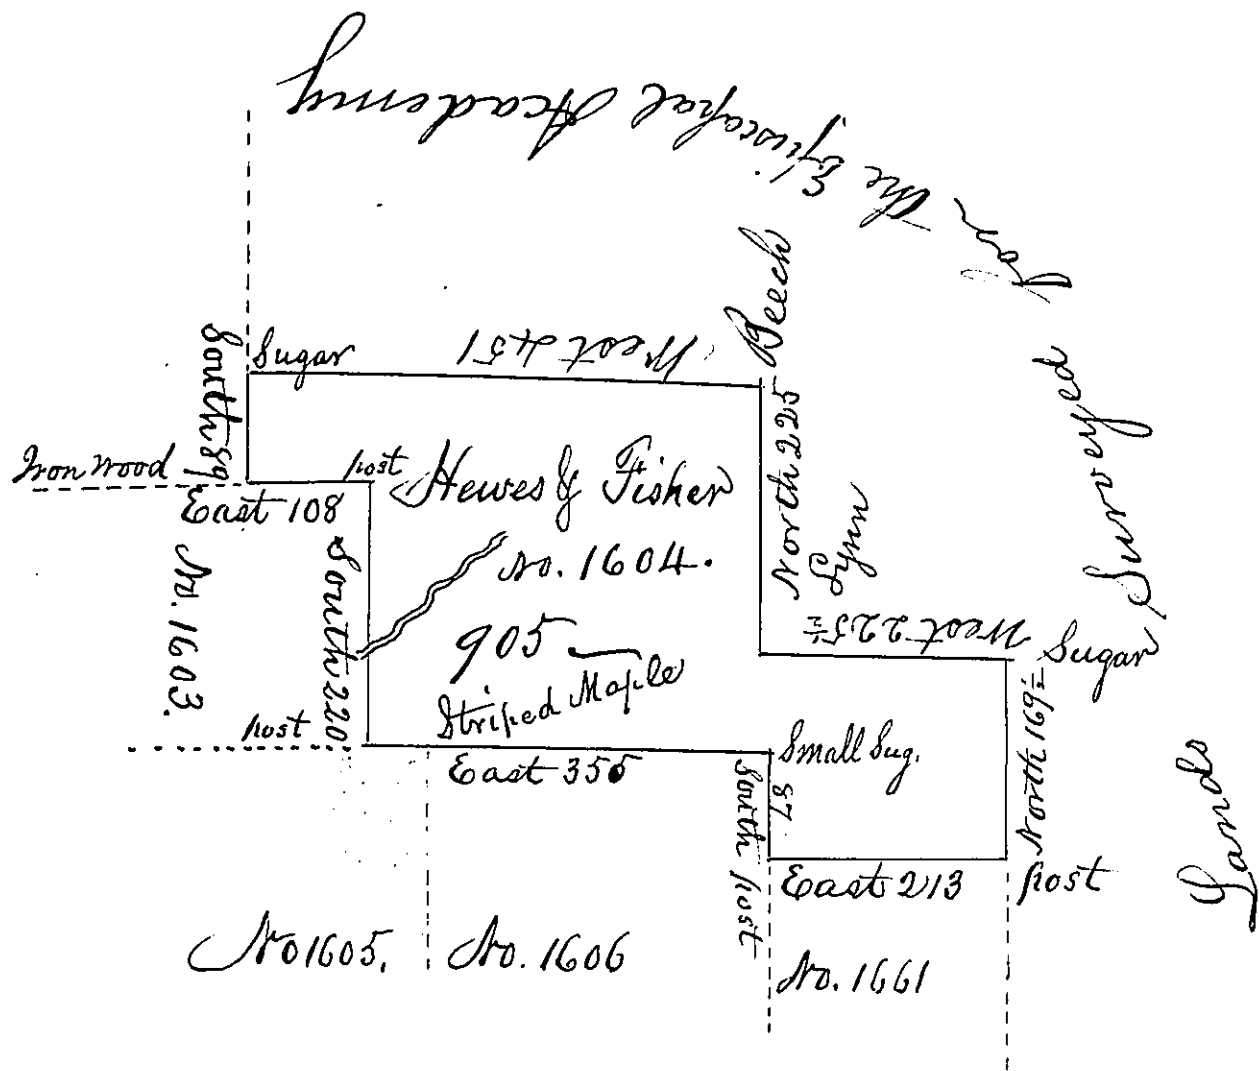 Lands Surveyed for the Episcopal Academy
Beech
West 451
Sugar
South 89
Iron Wood
post
East 108
Hewes & Fisher
No. 1604.
905
Striped Maple
North 225
Lynn
West 225½
Sugar
North 169½
No. 1603.
South 220
post
East 355
Small Sug.
South 87
post
East 213
post
No 1605.
No. 1606
No. 1661